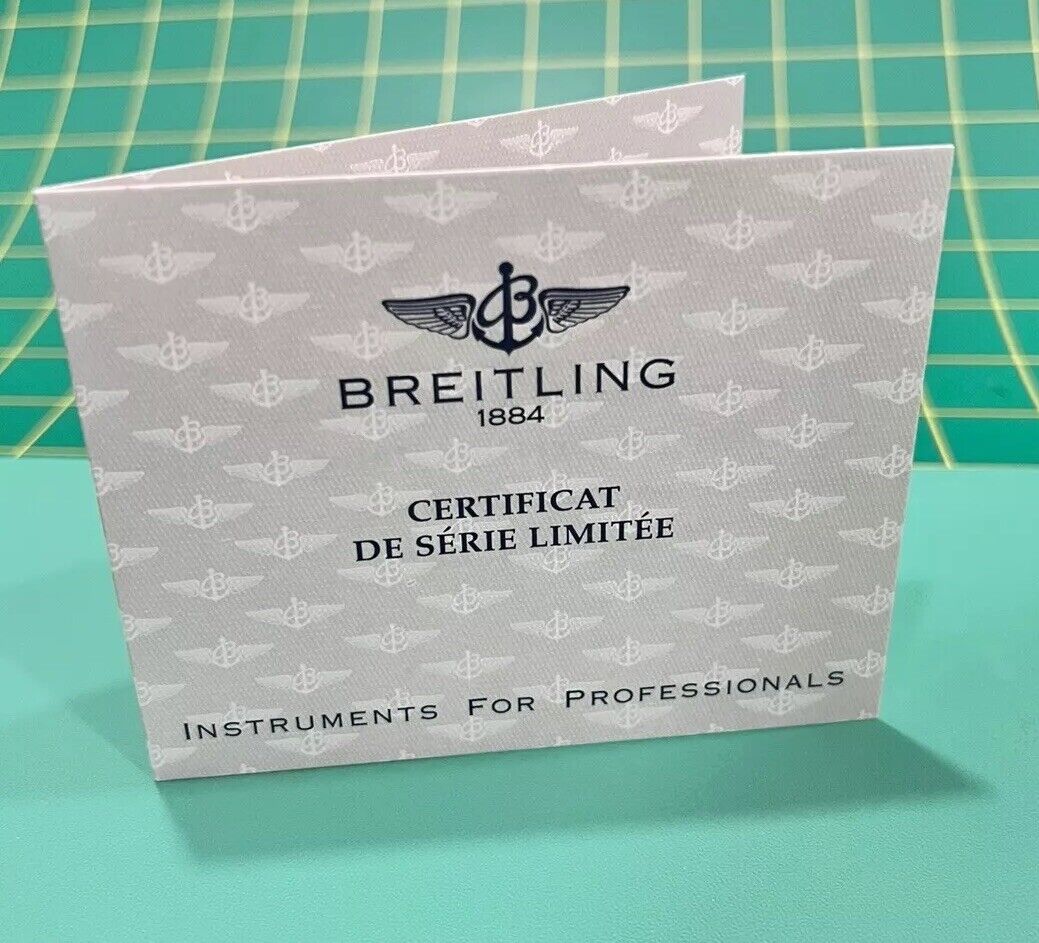 BREITLING
1884
CERTIFICAT
DE SÉRIE LIMITÉE
INSTRUMENTS FOR PROFESSIONALS